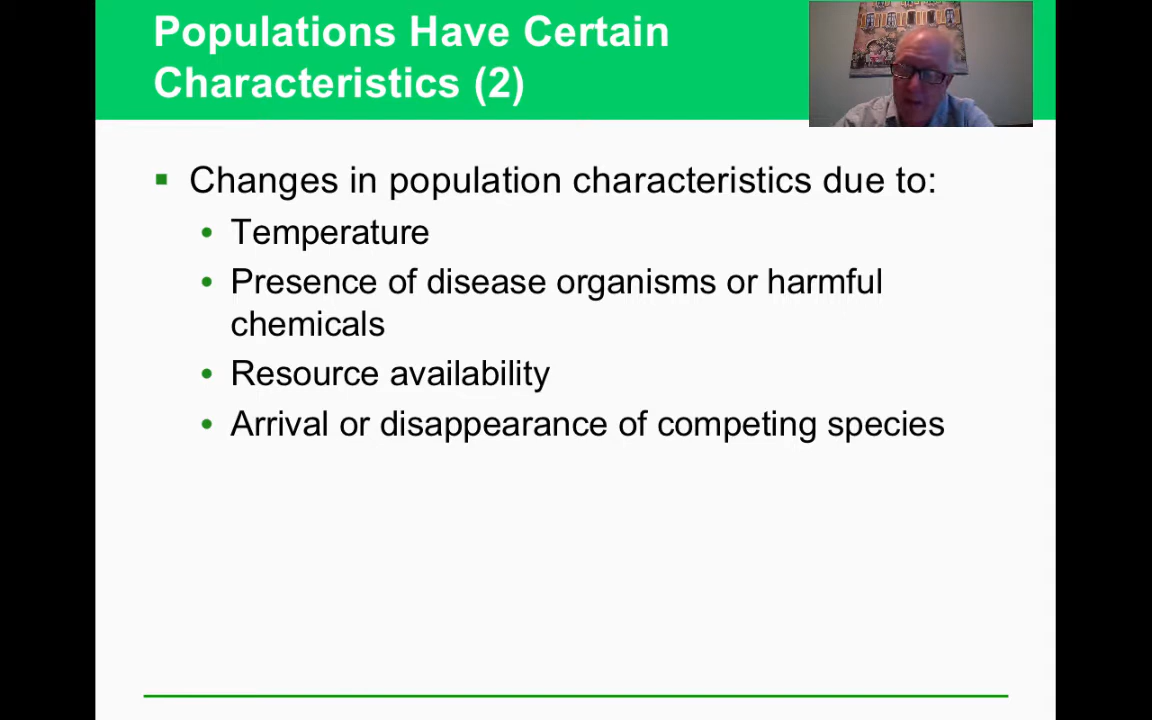 Populations Have Certain
Characteristics (2)
Changes in population characteristics due to:
Temperature
Presence of disease organisms or harmful
chemicals
Resource availability
Arrival or disappearance of competing species